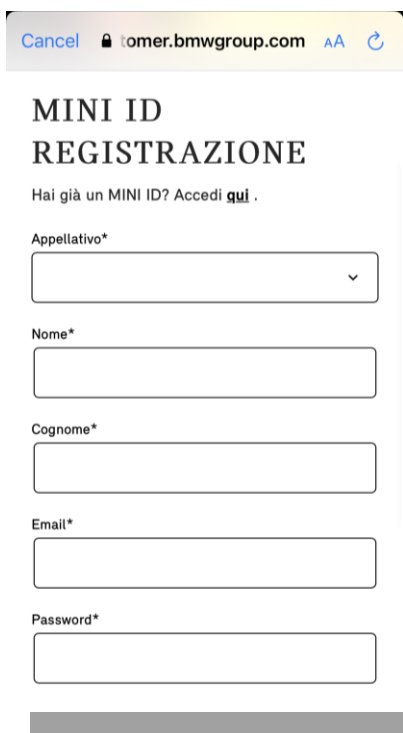 Cancel tomer.bmwgroup.com AA
MINI ID
REGISTRAZIONE
Hai già un MINI ID? Accedi qui .
Appellativo*
Nome*
Cognome*
Email*
Password*